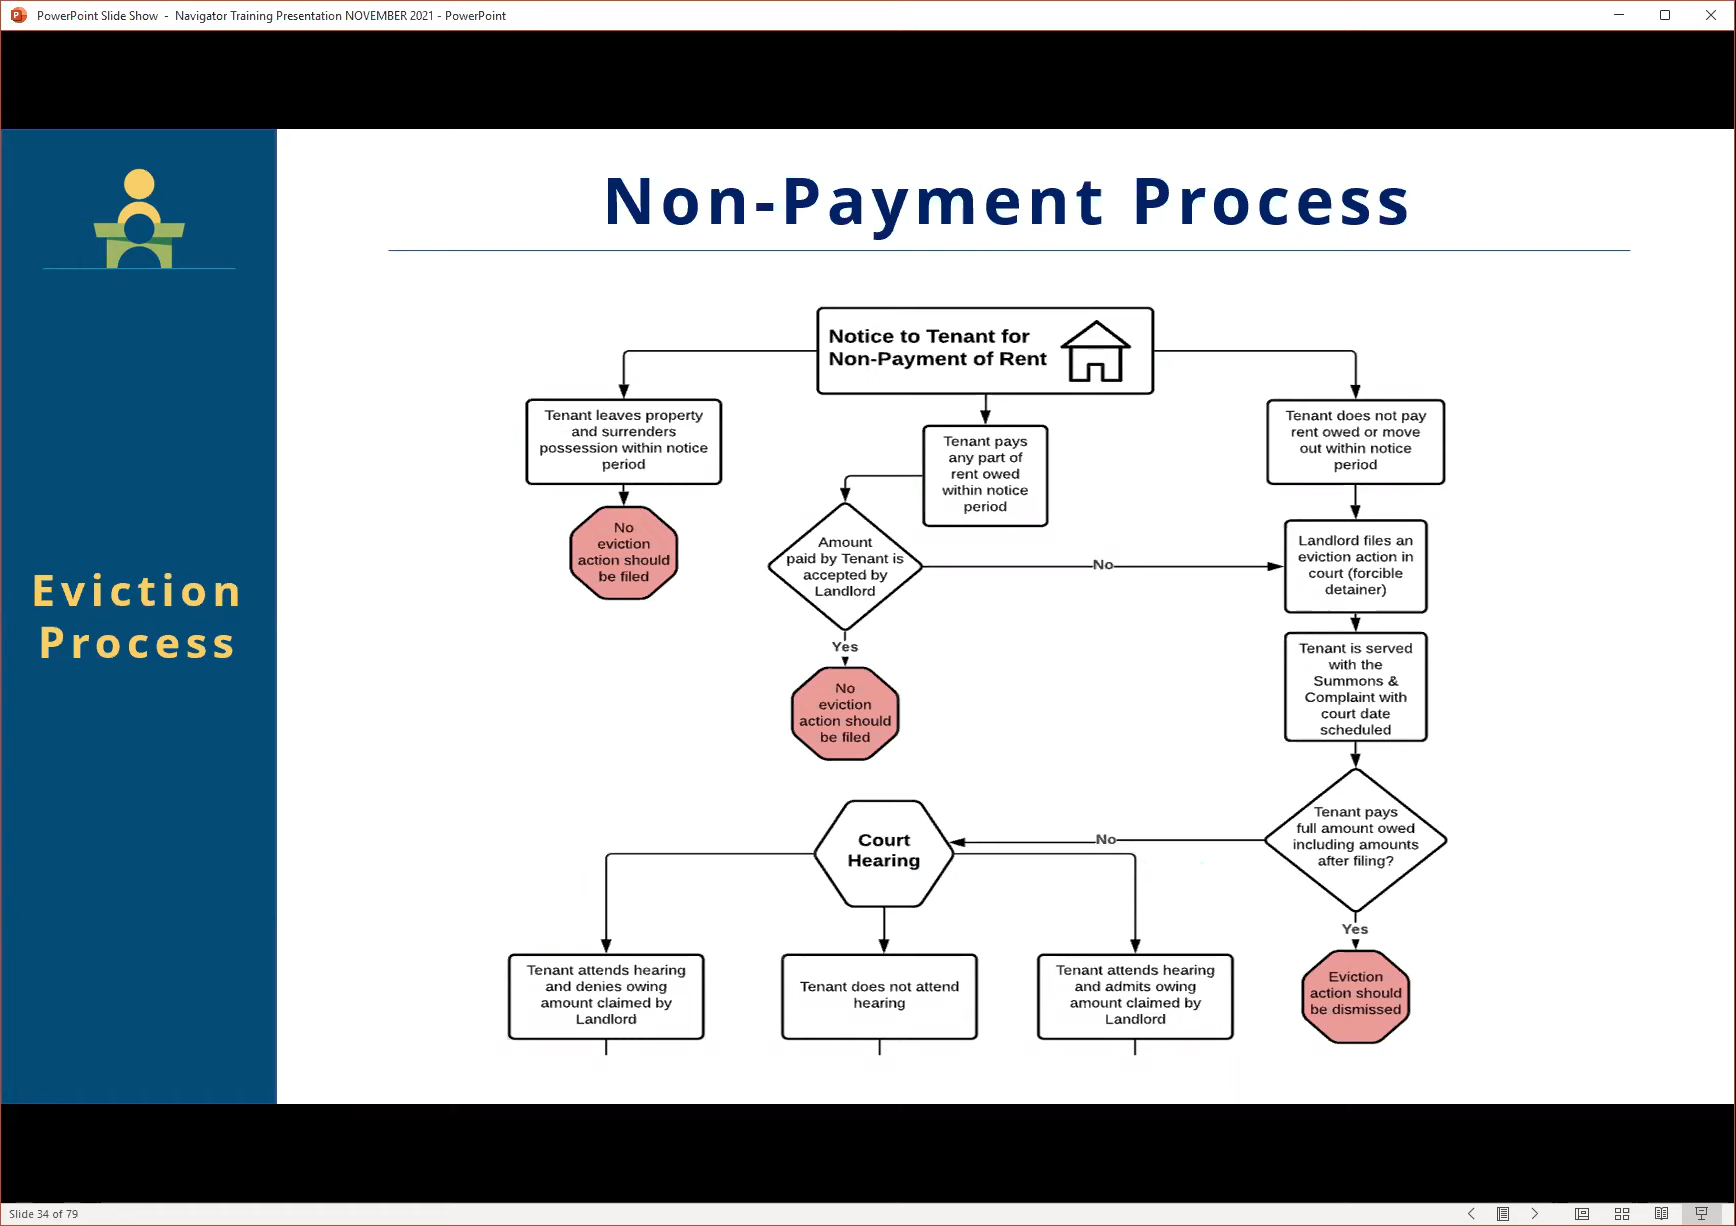 PowerPoint Slide Show - Navigator Training Presentation NOVEMBER 2021 - PowerPoint
Eviction
Process
Non-Payment Process
Notice to Tenant for
Non-Payment of Rent
Tenant leaves property
and surrenders
possession within notice
period
No
eviction
action should
be filed
Tenant pays
any part of
rent owed
within notice
period
Amount
paid by Tenant is
accepted by
Landlord
No
Yes
No
eviction
action should
be filed
Tenant does not pay
rent owed or move
out within notice
period
Landlord files an
eviction action in
court (forcible
detainer)
Tenant is served
with the
Summons &
Complaint with
court date
scheduled
Tenant pays
full amount owed
including amounts
after filing?
No
Yes
Eviction
action should
be dismissed
Court
Hearing
Tenant attends hearing
and denies owing
amount claimed by
Landlord
Tenant does not attend
hearing
Tenant attends hearing
and admits owing
amount claimed by
Landlord
Slide 34 of 79